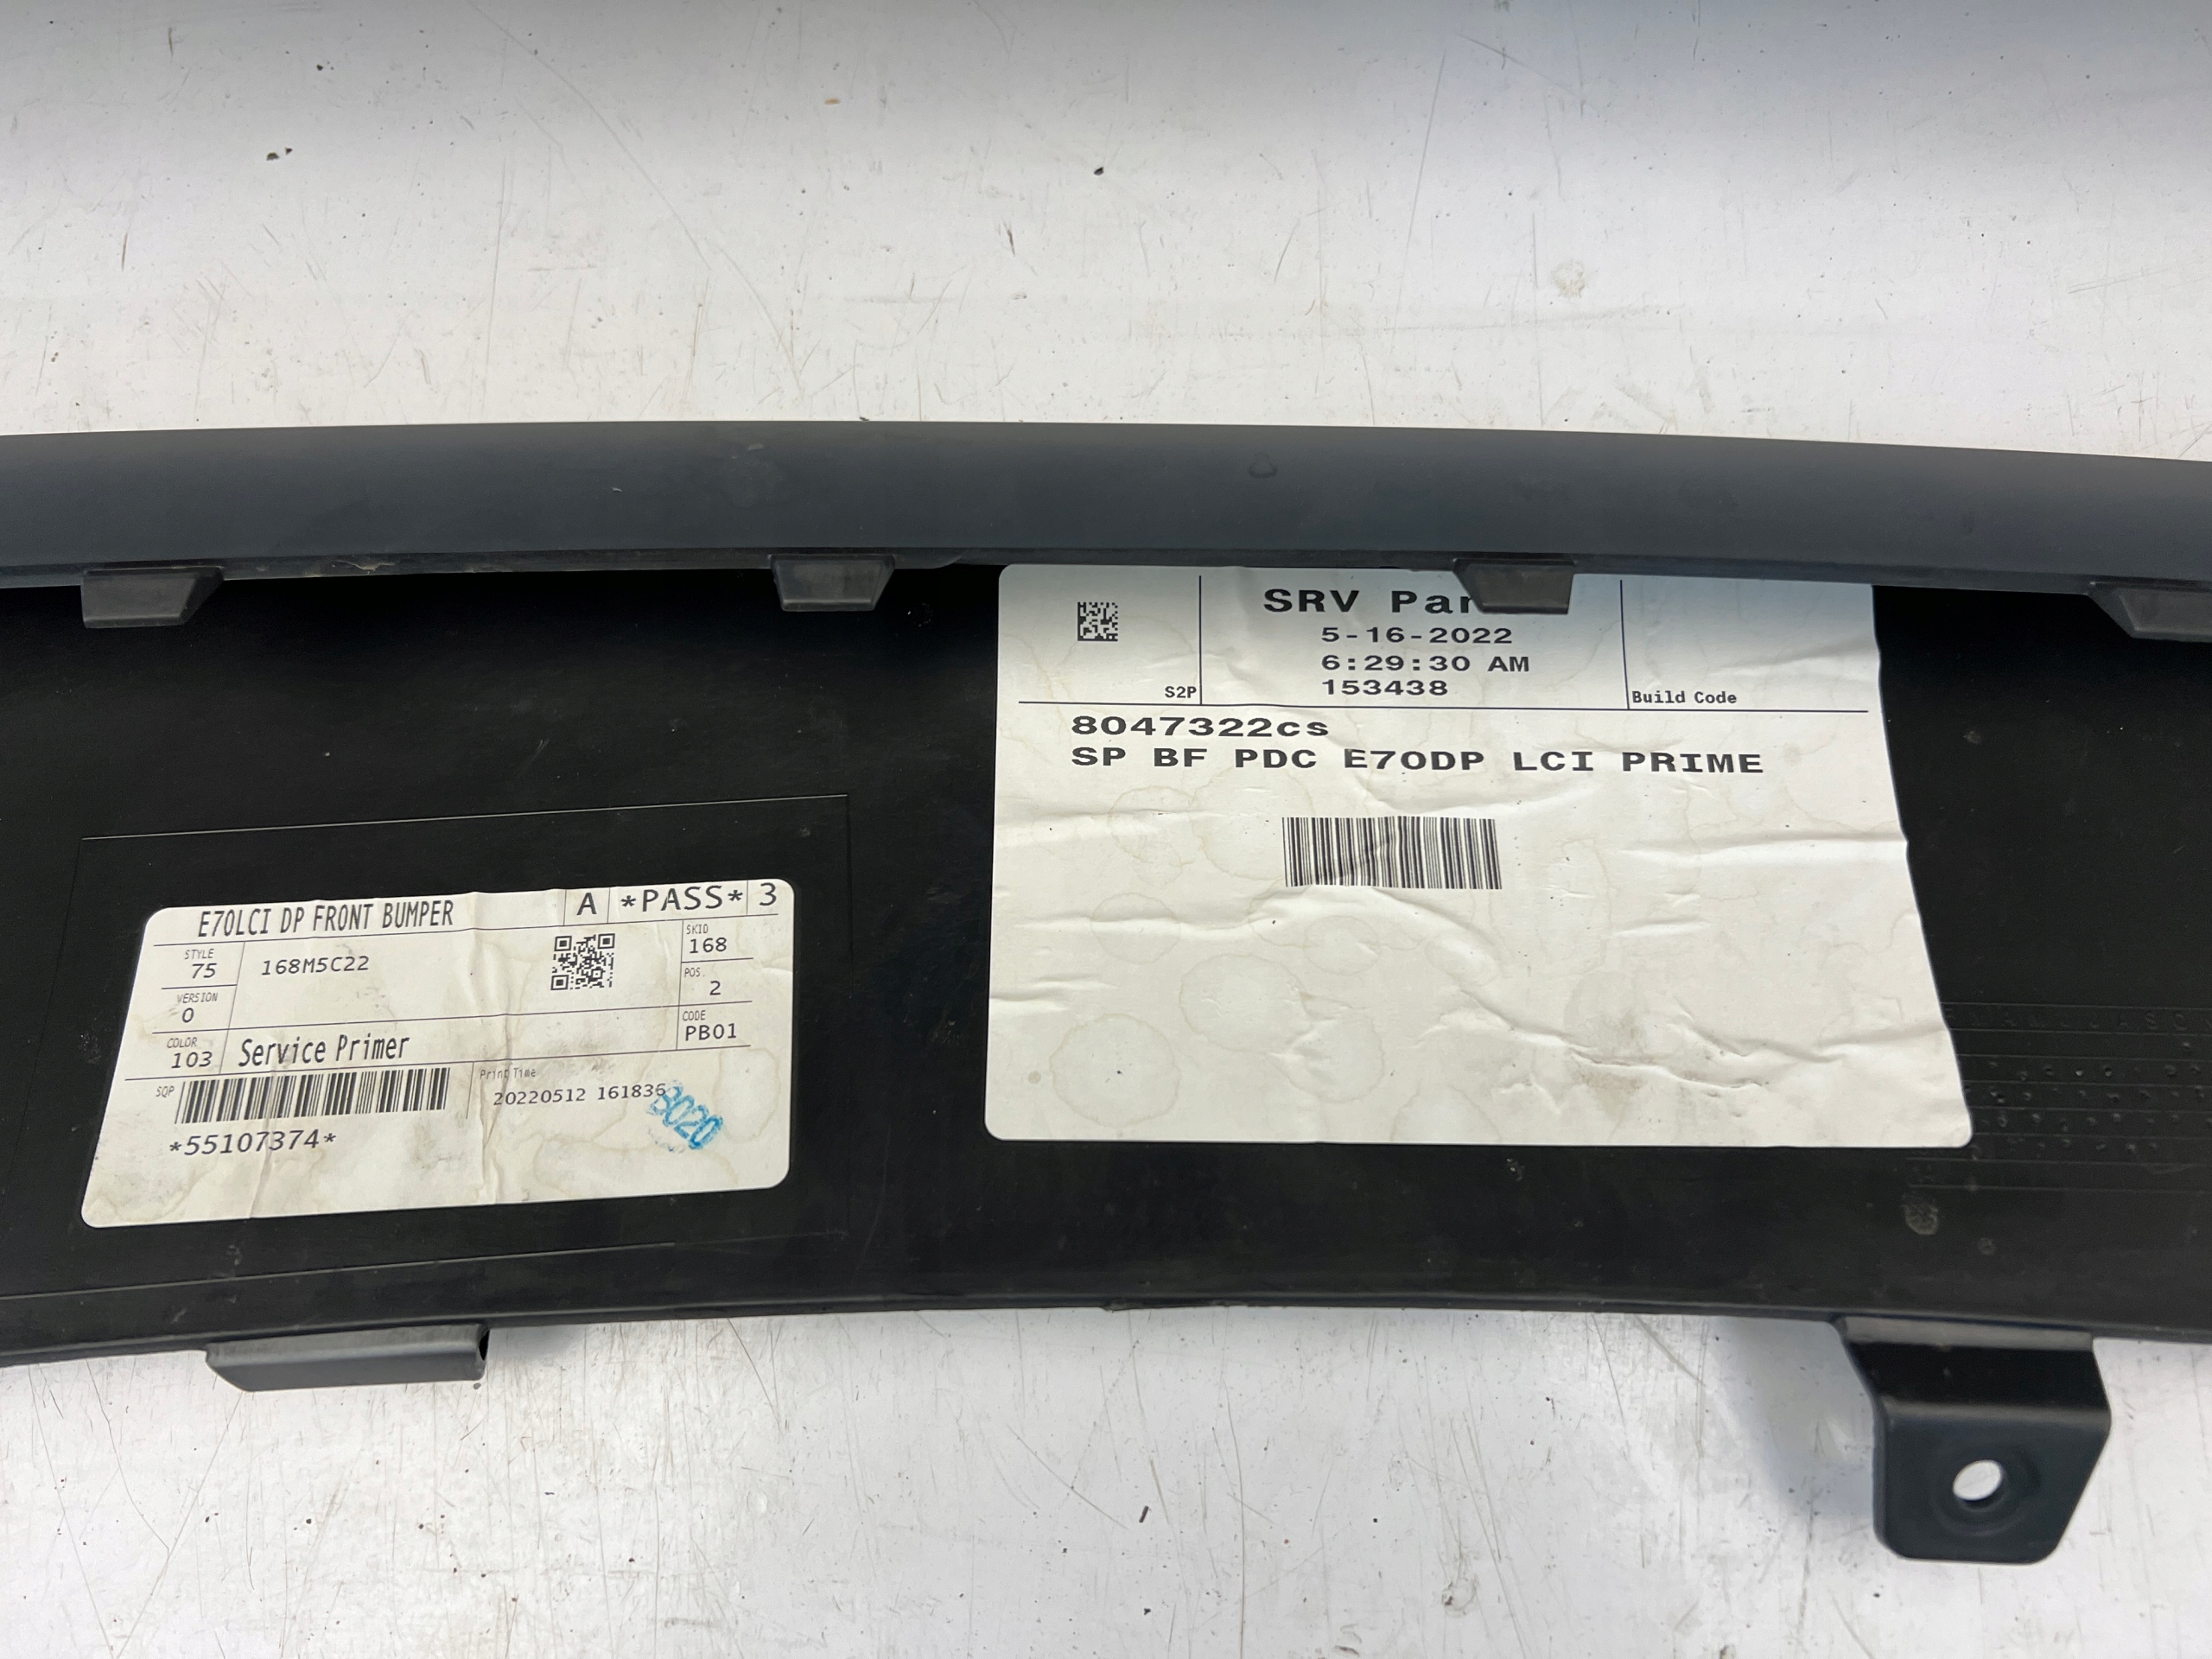 E70LCI DP FRONT BUMPER
A
*PASS*
3
STYLE
75
168M5C22
SKID
168
VERSION
0
POS.
2
COLOR
103
Service Primer
CODE
PB01
SQP
Print Time
20220512 161836
*55107374*
3020
SRV
5-16-2022
6:29:30 AM
153438
S2P
Build Code
8047322cs
SP BF PDC E70DP LCI PRIME